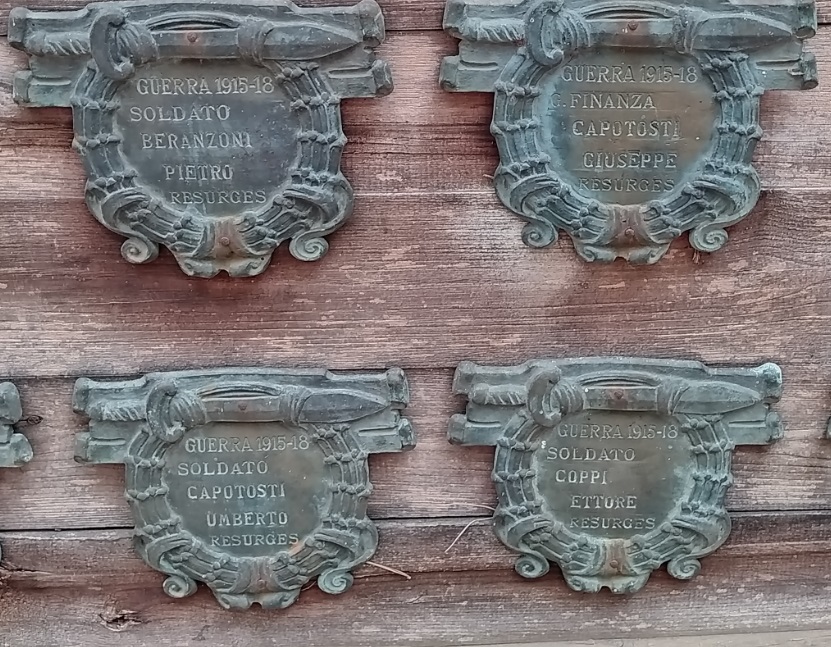 GUERRA 1915-18
SOLDATO
BERANZONI
PIETRO
RESURGES
GUERRA 1915-18
G. FINANZA
CAPOTOSTI
GIUSEPPE
RESURGES
GUERRA 1915-18
SOLDATO
CAPOTOSTI
UMBERTO
RESURGES
GUERRA 1915-18
SOLDATO
COPPI
ETTORE
RESURGES